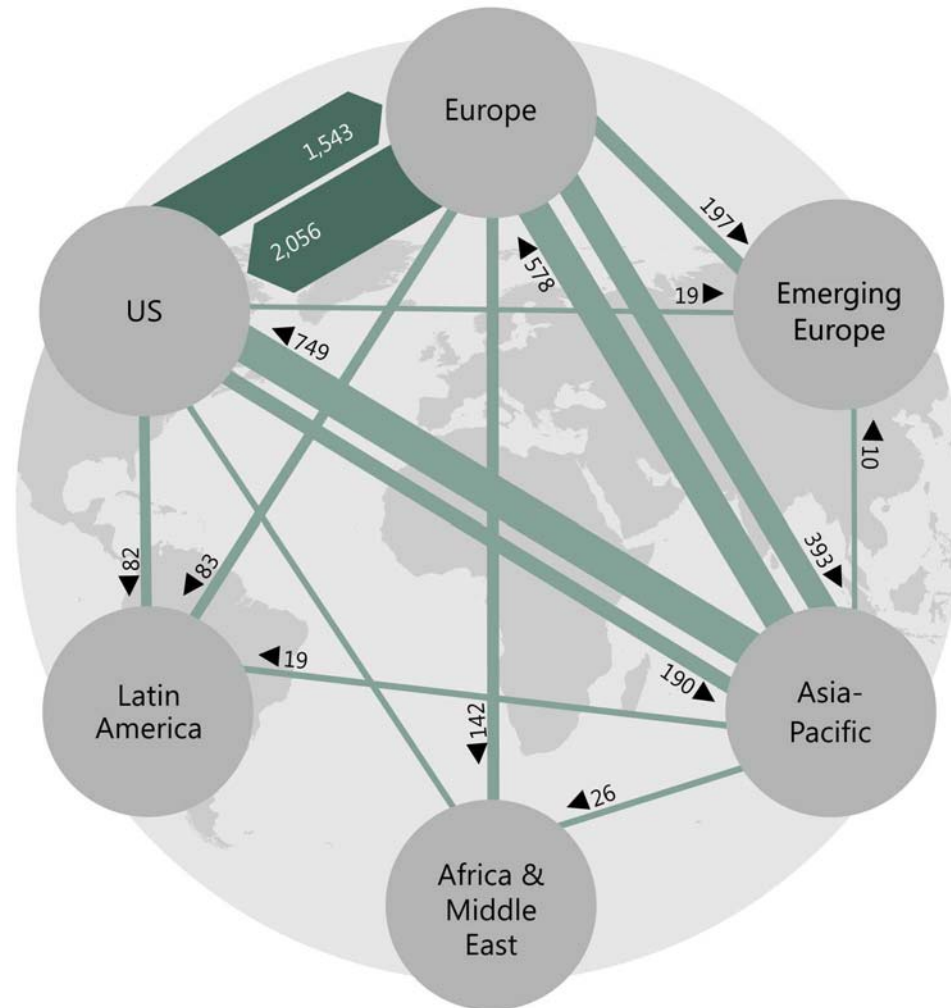 Europe
1,543
2,056
197
US
578
19
Emerging
Europe
749
10
82
83
393
19
190
Latin
America
Asia-
Pacific
142
26
Africa &
Middle
East